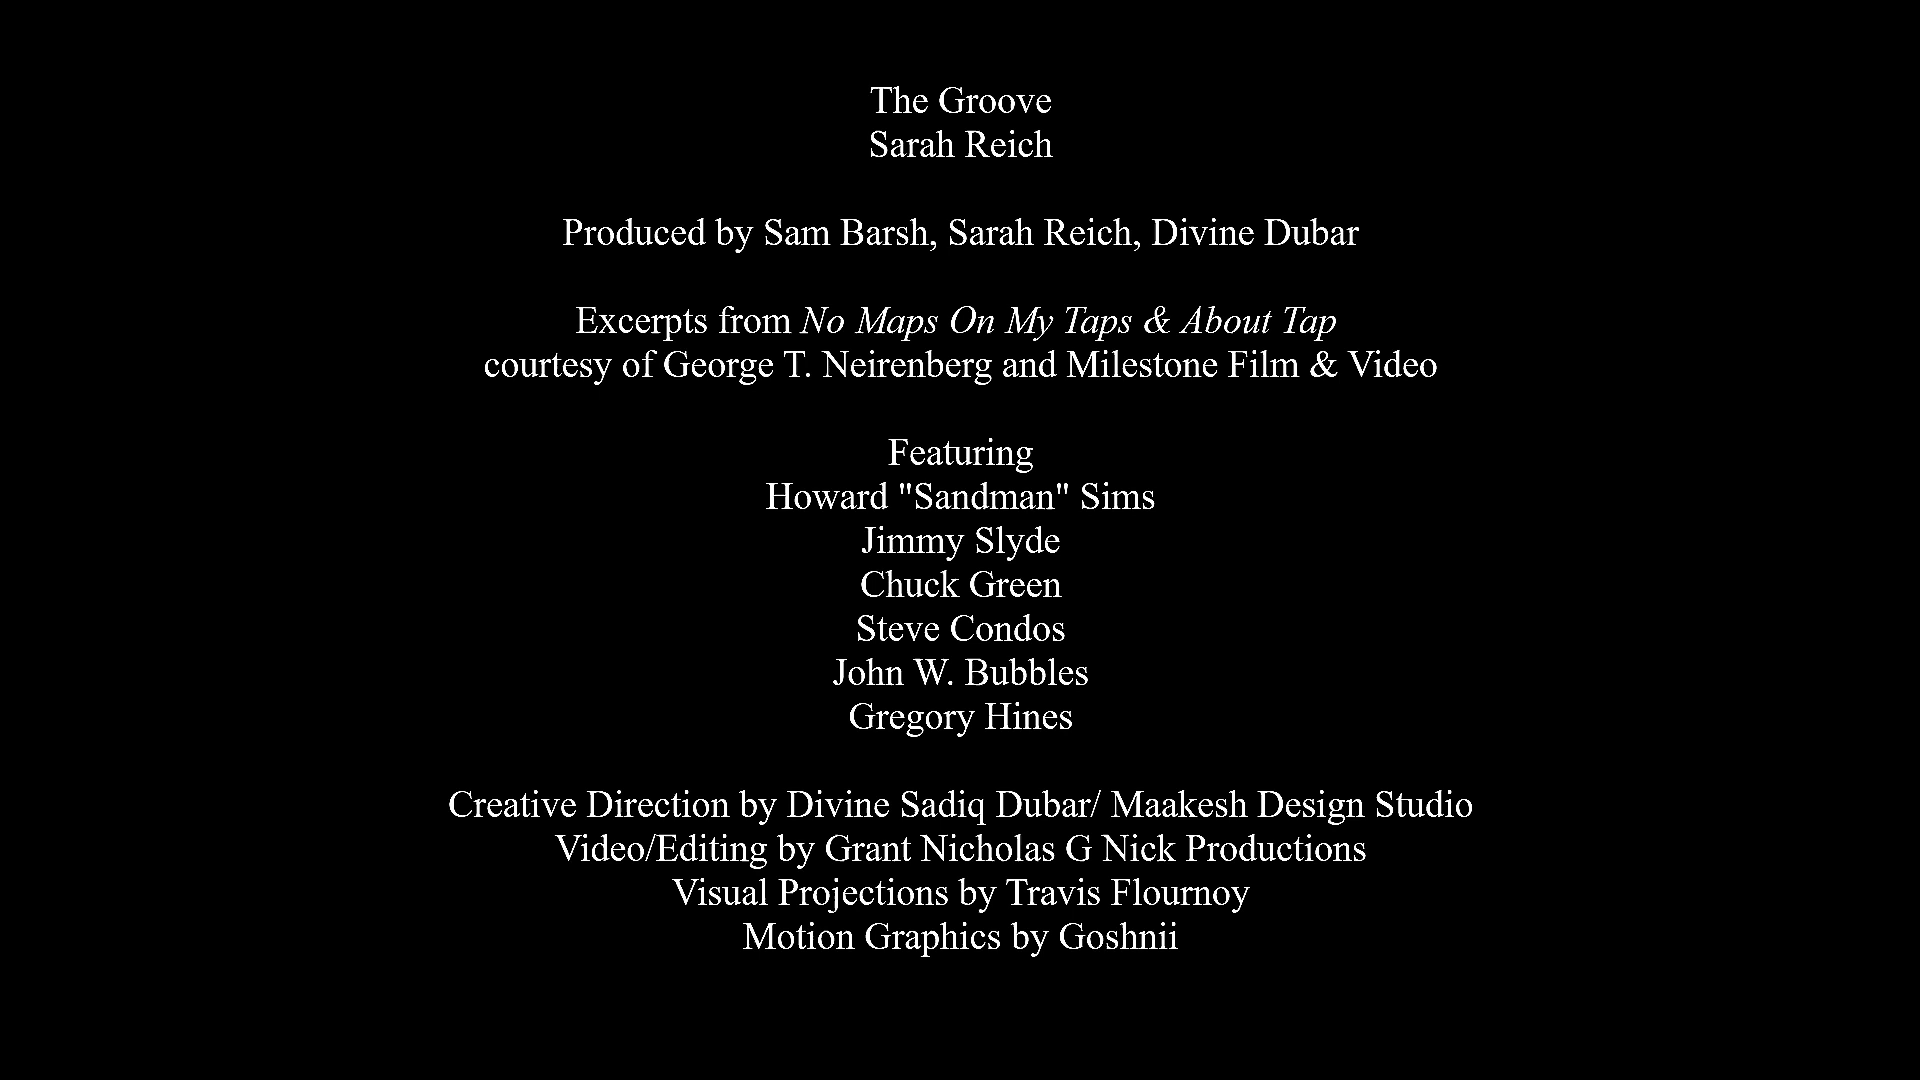 The Groove
Sarah Reich
Produced by Sam Barsh, Sarah Reich, Divine Dubar
Excerpts from No Maps On My Taps & About Tap
courtesy of George T. Neirenberg and Milestone Film & Video
Featuring
Howard "Sandman" Sims
Jimmy Slyde
Chuck Green
Steve Condos
John W. Bubbles
Gregory Hines
Creative Direction by Divine Sadiq Dubar/ Maakesh Design Studio
Video/Editing by Grant Nicholas G Nick Productions
Visual Projections by Travis Flournoy
Motion Graphics by Goshnii